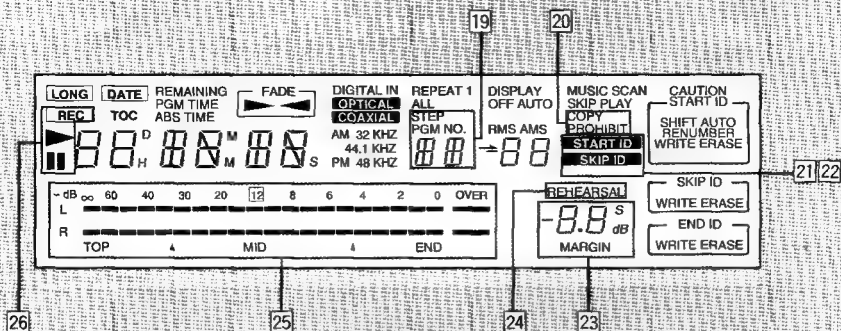 19 20
LONG DATE REMAINING FADE DIGITAL IN REPEAT 1 DISPLAY MUSIC SCAN CAUTION
REC TOC PGM TIME OPTICAL ALL OFF AUTO SKIP PLAY START ID
ABS TIME COAXIAL STEP COPY SHIFT AUTO
D M AM 32 KHZ PGM NO. RMS AMS PROHIBIT RENUMBER
H M S 44.1 KHZ START ID WRITE ERASE
PM 48 KHZ SKIP ID
21 22
- dB ∞ 60 40 30 20 12 8 6 4 2 0 OVER REHEARSAL SKIP ID
L - 8.8 S dB WRITE ERASE
R END ID
TOP MID END MARGIN WRITE ERASE
26 25 24 23